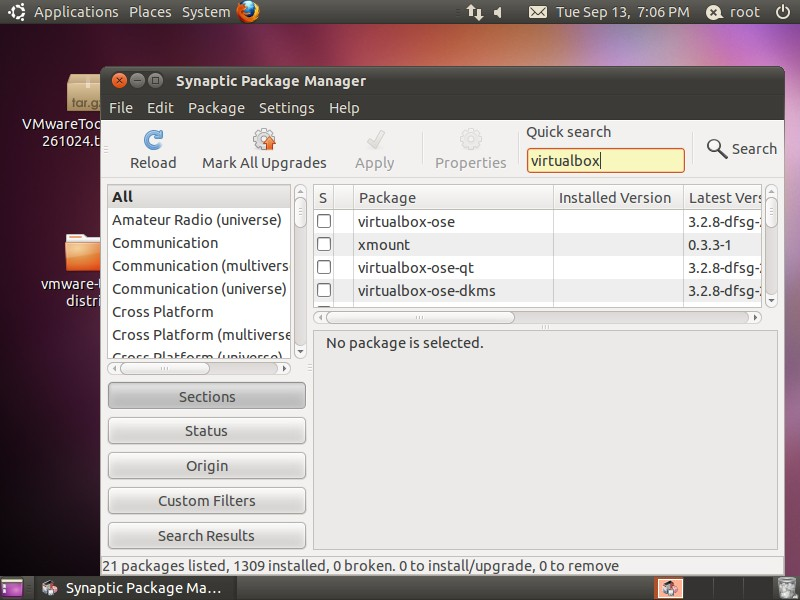 Applications Places System Tue Sep 13, 7:06 PM root
tar.g
VMwareToo
261024.t
vmware-
distri
Synaptic Package Manager
File Edit Package Settings Help
Reload Mark All Upgrades Apply Properties
Quick search
virtualbox
Search
All
Amateur Radio (universe)
Communication
Communication (multivers
Communication (universe)
Cross Platform
Cross Platform (multiverse
Cross Platform (universe)
S Package Installed Version Latest Vers
virtualbox-ose 3.2.8-dfsg-2
xmount 0.3.3-1
virtualbox-ose-qt 3.2.8-dfsg-2
virtualbox-ose-dkms 3.2.8-dfsg-2
No package is selected.
Sections
Status
Origin
Custom Filters
Search Results
21 packages listed, 1309 installed, 0 broken. 0 to install/upgrade, 0 to remove
Synaptic Package Ma...